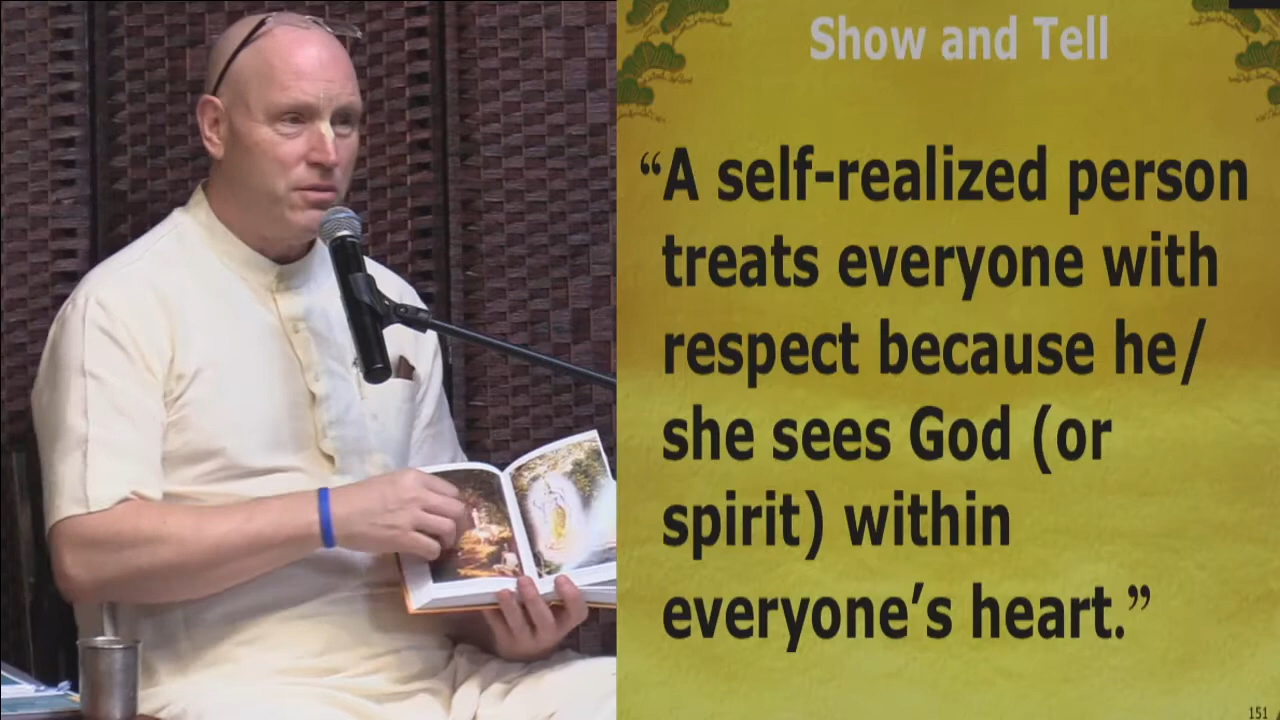 Show and Tell
“A self-realized person
treats everyone with
respect because he/
she sees God (or
spirit) within
everyone’s heart.”
151